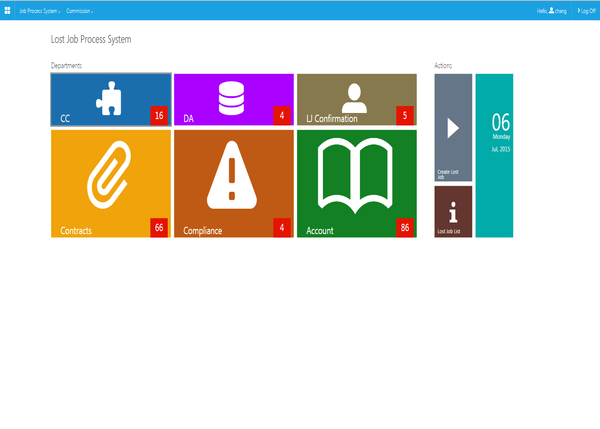 Job Process System
Commission
Hello, chang
Log Off
Lost Job Process System
Departments
Actions
CC
16
DA
4
LJ Confirmation
5
Contracts
66
Compliance
4
Account
86
Create Lost
Job
Lost Job List
06
Monday
Jul, 2015